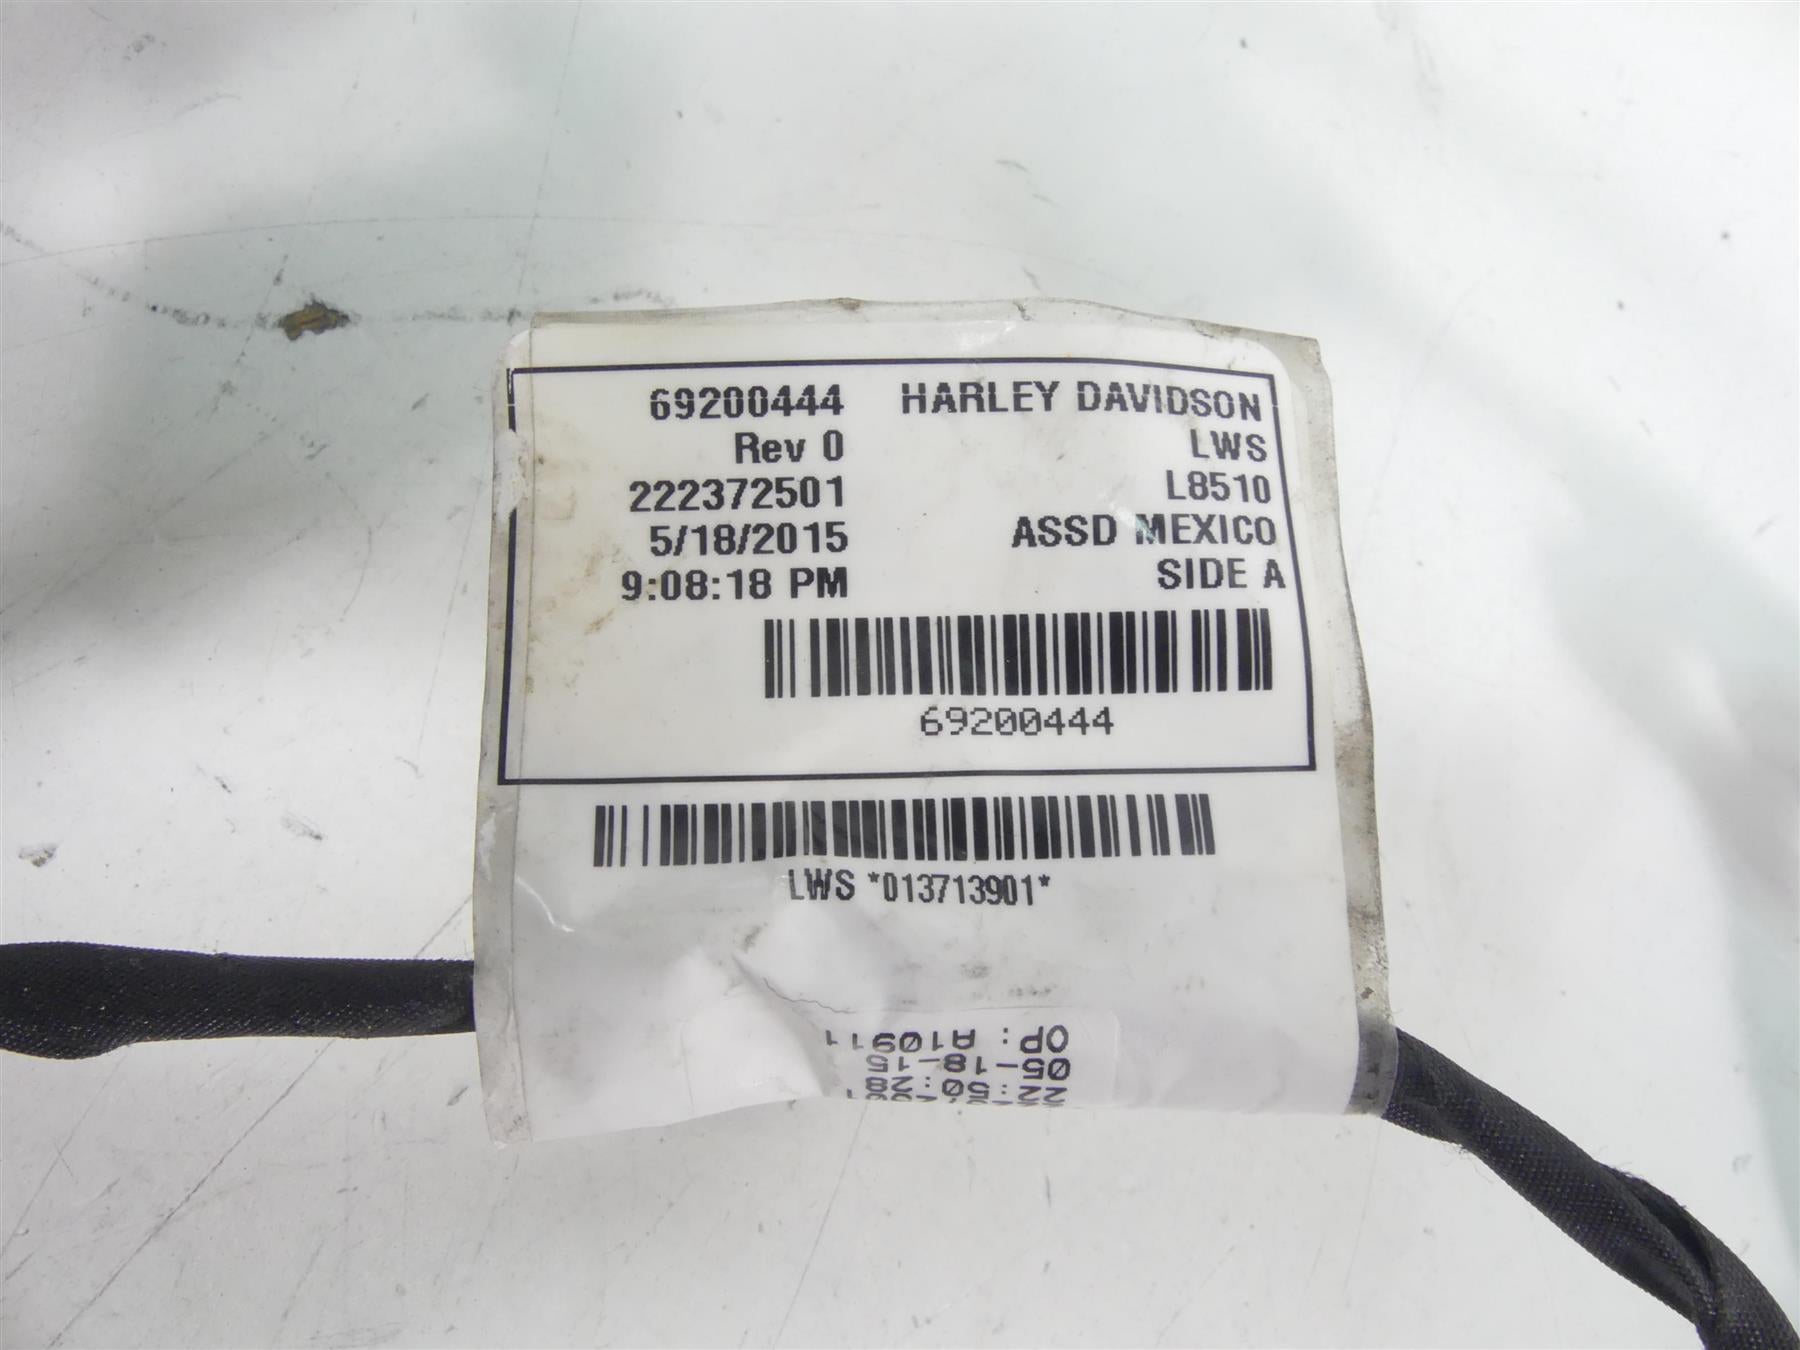 69200444 HARLEY DAVIDSON
Rev 0 LWS
222372501 L8510
5/18/2015 ASSD MEXICO
9:08:18 PM SIDE A
69200444
LWS *013713901*
OP: A10911
05-18-15
22:50:28